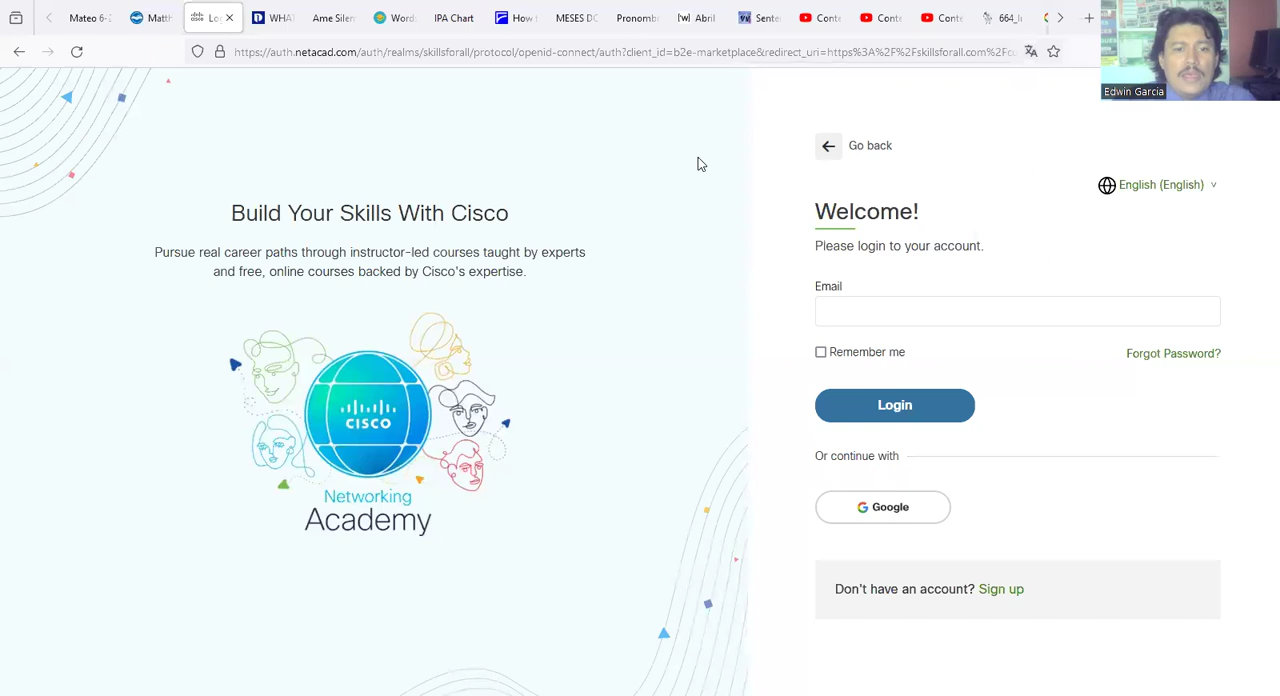 Mateo 6-
Matth
Lo
WHA
Ame Silen
Word
IPA Chart
How
MESES DO
Pronomb
Abril
Sente
Conte
Conte
Conte
664_li
https://auth.netacad.com/auth/realms/skillsforall/protocol/openid-connect/auth?client_id=b2e-marketplace&redirect_uri=https%3A%2F%2Fskillsforall.com%2Fcu
Edwin Garcia
Go back
English (English)
Build Your Skills With Cisco
Pursue real career paths through instructor-led courses taught by experts
and free, online courses backed by Cisco's expertise.
CISCO
Networking
Academy
Welcome!
Please login to your account.
Email
Remember me
Forgot Password?
Login
Or continue with
Google
Don't have an account? Sign up